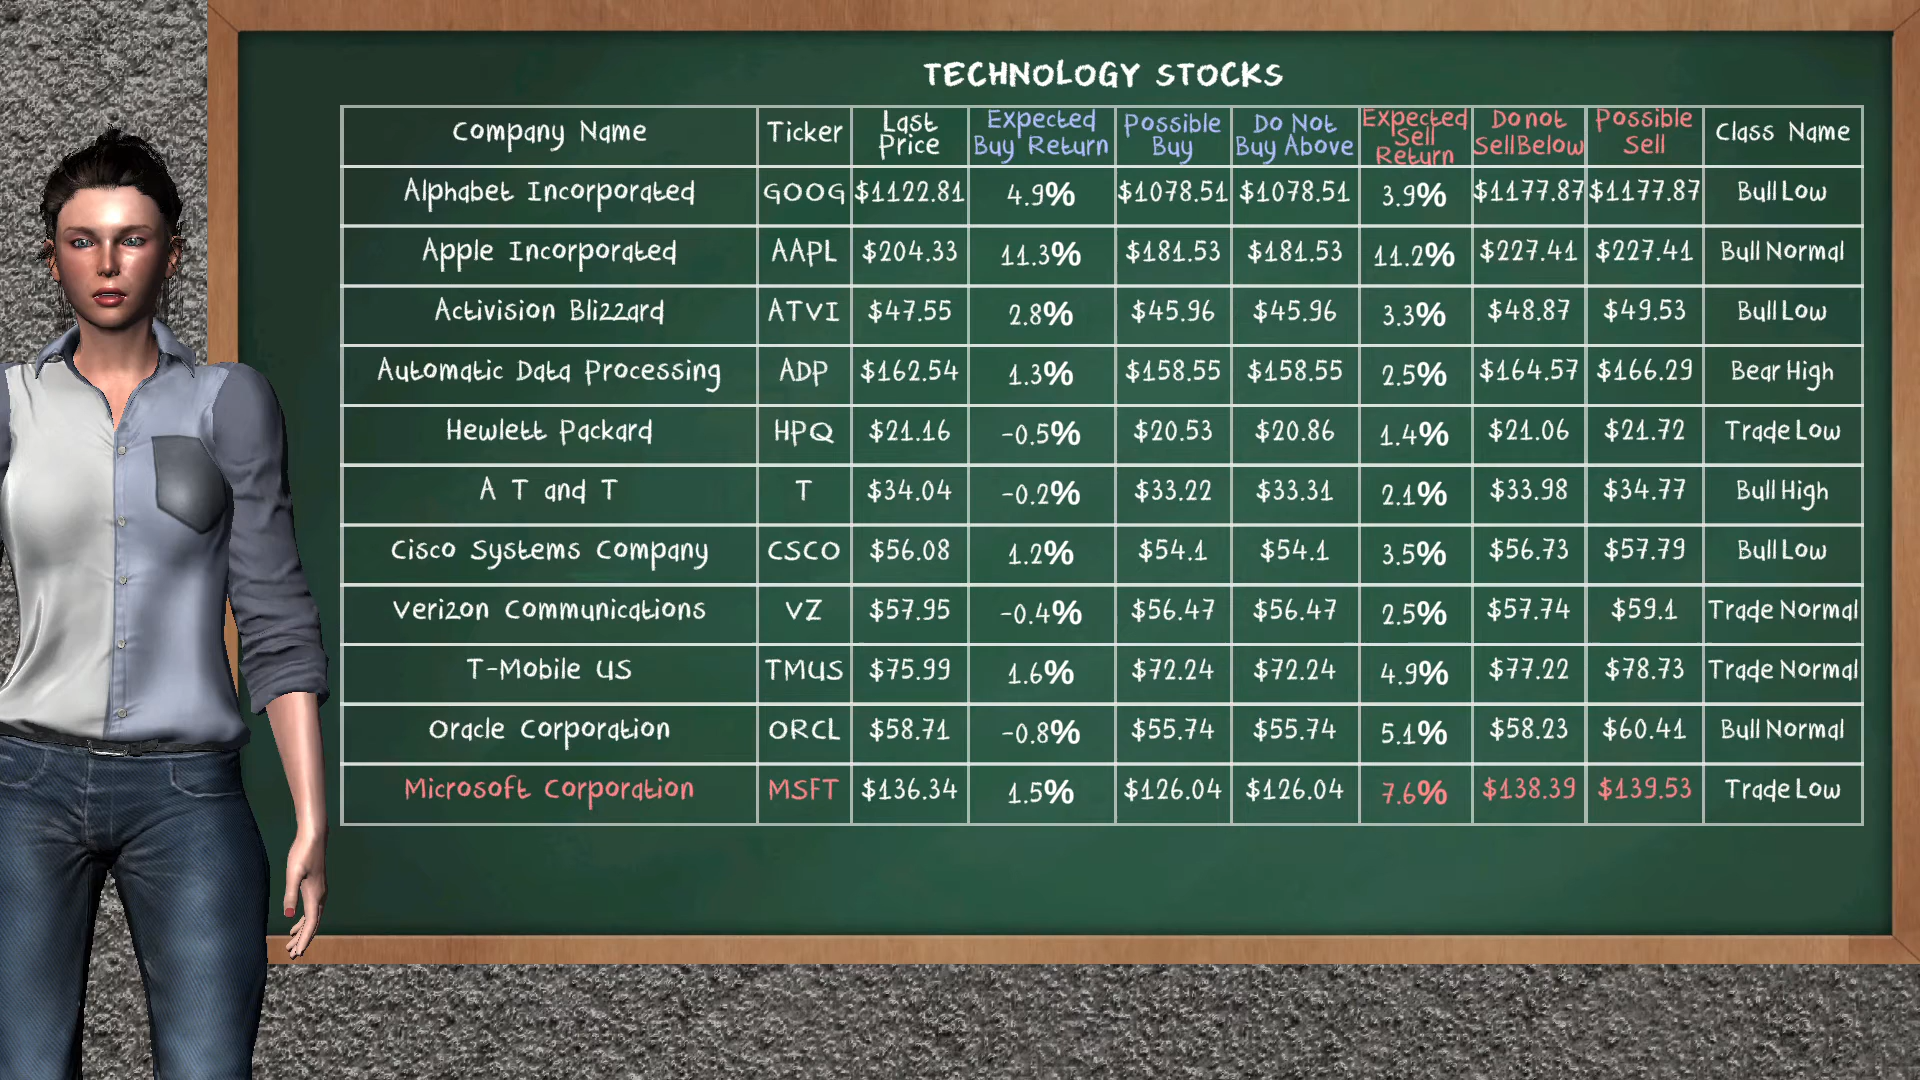 TECHNOLOGY STOCKS
Company Name Ticker Last Price Expected Buy Return Possible Buy Do Not Buy Above Expected Sell Return Do not Sell Below Possible Sell Class Name
Alphabet Incorporated GOOG $1122.81 4.9% $1078.51 $1078.51 3.9% $1177.87 $1177.87 Bull Low
Apple Incorporated AAPL $204.33 11.3% $181.53 $181.53 11.2% $227.41 $227.41 Bull Normal
Activision Blizzard ATVI $47.55 2.8% $45.96 $45.96 3.3% $48.87 $49.53 Bull Low
Automatic Data Processing ADP $162.54 1.3% $158.55 $158.55 2.5% $164.57 $166.29 Bear High
Hewlett Packard HPQ $21.16 -0.5% $20.53 $20.86 1.4% $21.06 $21.72 Trade Low
A T and T T $34.04 -0.2% $33.22 $33.31 2.1% $33.98 $34.77 Bull High
Cisco Systems Company CSCO $56.08 1.2% $54.1 $54.1 3.5% $56.73 $57.79 Bull Low
Verizon Communications VZ $57.95 -0.4% $56.47 $56.47 2.5% $57.74 $59.1 Trade Normal
T-Mobile US TMUS $75.99 1.6% $72.24 $72.24 4.9% $77.22 $78.73 Trade Normal
Oracle Corporation ORCL $58.71 -0.8% $55.74 $55.74 5.1% $58.23 $60.41 Bull Normal
Microsoft Corporation MSFT $136.34 1.5% $126.04 $126.04 7.6% $138.39 $139.53 Trade Low